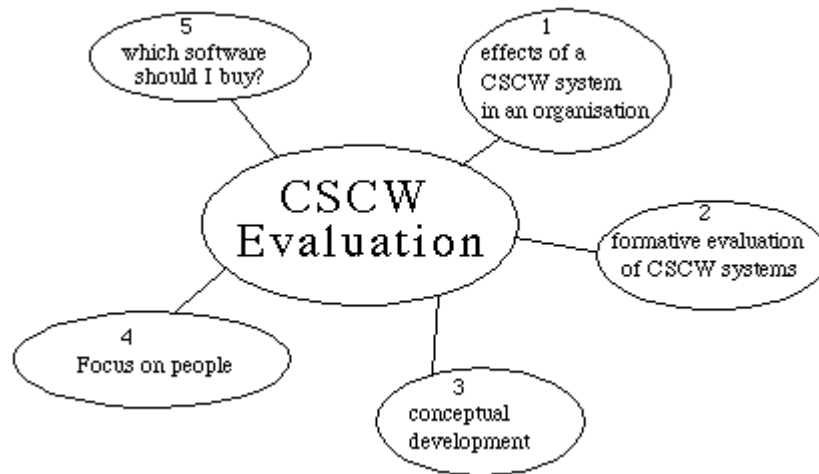 CSCW
Evaluation
1
effects of a
CSCW system
in an organisation
2
formative evaluation
of CSCW systems
3
conceptual
development
4
Focus on people
5
which software
should I buy?